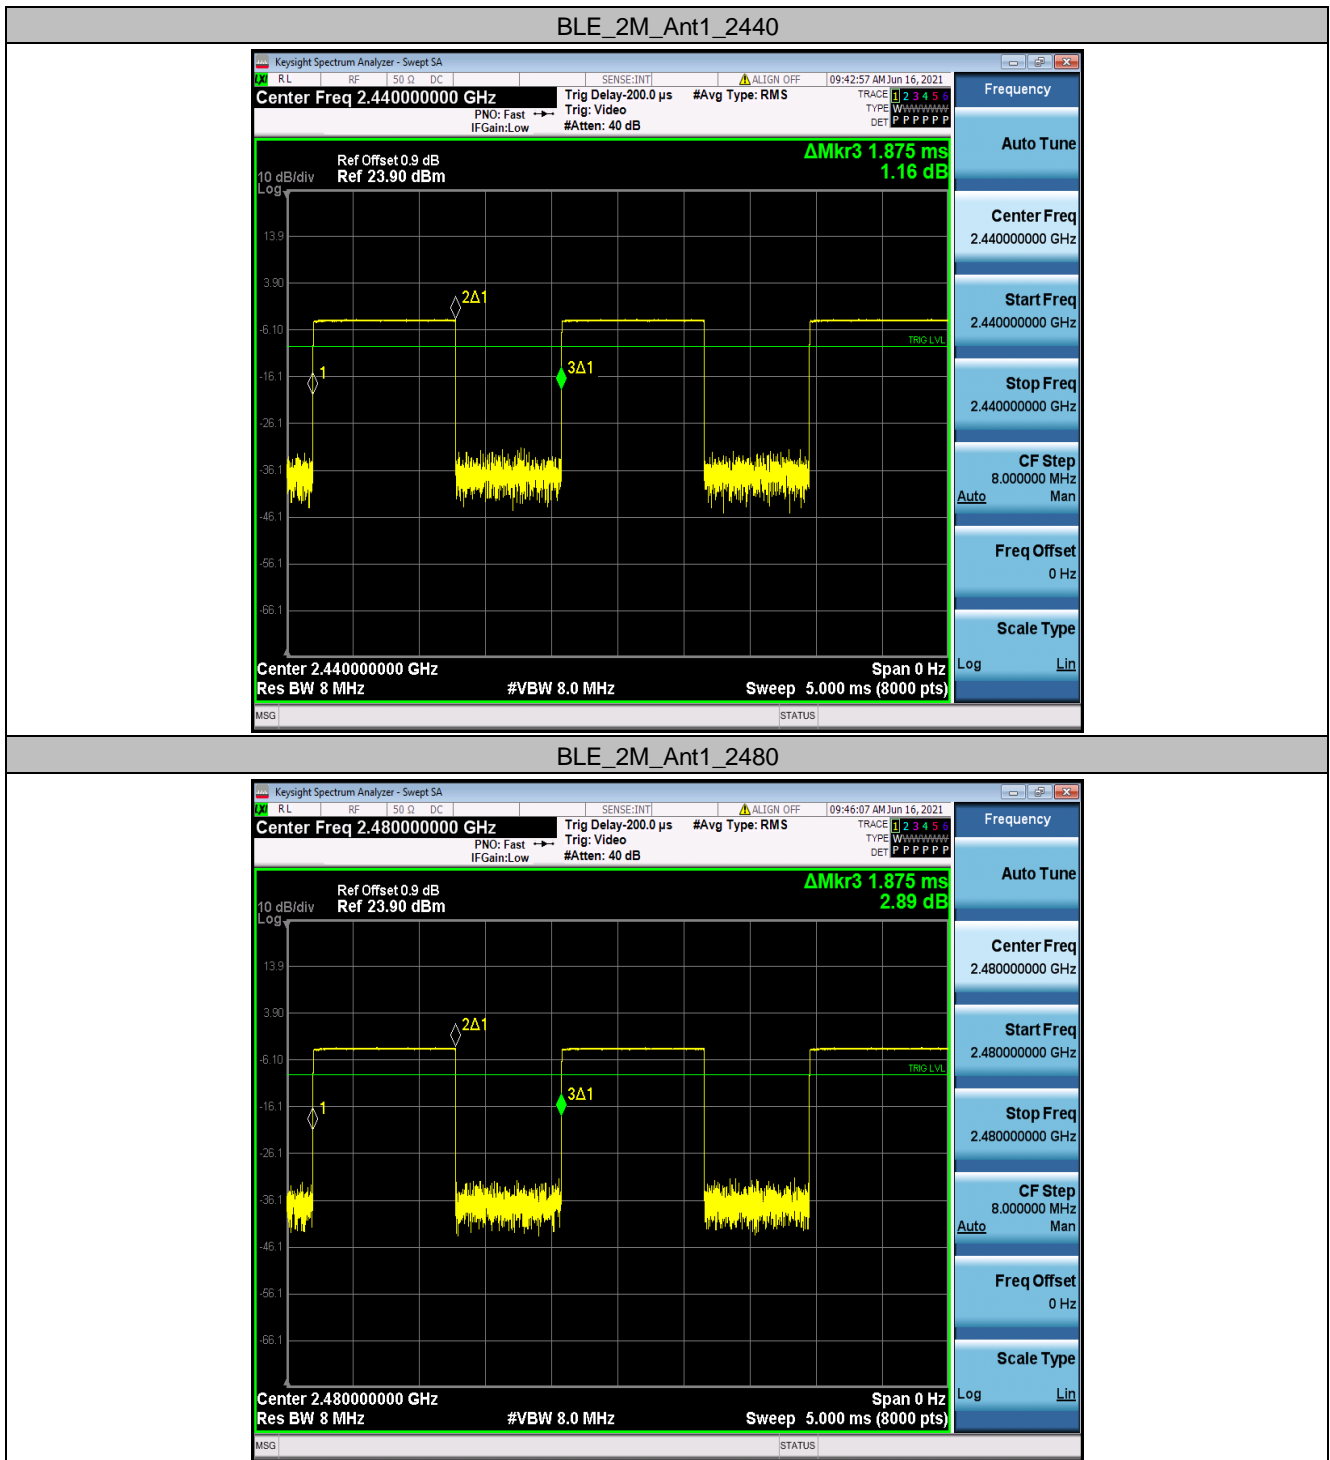 BLE_2M_Ant1_2440
Keysight Spectrum Analyzer - Swept SA
LXI RL RF 50 Ω DC SENSE:INT ALIGN OFF 09:42:57 AM Jun 16, 2021
Center Freq 2.440000000 GHz
PNO: Fast
IFGain:Low
Trig Delay-200.0 µs
Trig: Video
#Atten: 40 dB
#Avg Type: RMS
TRACE 1 2 3 4 5 6
TYPE WWWWWW
DET P P P P P P
Frequency
Auto Tune
ΔMkr3 1.875 ms
1.16 dB
Ref Offset 0.9 dB
10 dB/div Ref 23.90 dBm
Log
13.9
3.90
-6.10
-16.1
-26.1
-36.1
-46.1
-56.1
-66.1
2Δ1
TRIG LVL
1
3Δ1
Center Freq
2.440000000 GHz
Start Freq
2.440000000 GHz
Stop Freq
2.440000000 GHz
CF Step
8.000000 MHz
Auto Man
Freq Offset
0 Hz
Scale Type
Log Lin
Center 2.440000000 GHz Span 0 Hz
Res BW 8 MHz #VBW 8.0 MHz Sweep 5.000 ms (8000 pts)
MSG STATUS
BLE_2M_Ant1_2480
Keysight Spectrum Analyzer - Swept SA
LXI RL RF 50 Ω DC SENSE:INT ALIGN OFF 09:46:07 AM Jun 16, 2021
Center Freq 2.480000000 GHz
PNO: Fast
IFGain:Low
Trig Delay-200.0 µs
Trig: Video
#Atten: 40 dB
#Avg Type: RMS
TRACE 1 2 3 4 5 6
TYPE WWWWWW
DET P P P P P P
Frequency
Auto Tune
ΔMkr3 1.875 ms
2.89 dB
Ref Offset 0.9 dB
10 dB/div Ref 23.90 dBm
Log
13.9
3.90
-6.10
-16.1
-26.1
-36.1
-46.1
-56.1
-66.1
2Δ1
TRIG LVL
1
3Δ1
Center Freq
2.480000000 GHz
Start Freq
2.480000000 GHz
Stop Freq
2.480000000 GHz
CF Step
8.000000 MHz
Auto Man
Freq Offset
0 Hz
Scale Type
Log Lin
Center 2.480000000 GHz Span 0 Hz
Res BW 8 MHz #VBW 8.0 MHz Sweep 5.000 ms (8000 pts)
MSG STATUS